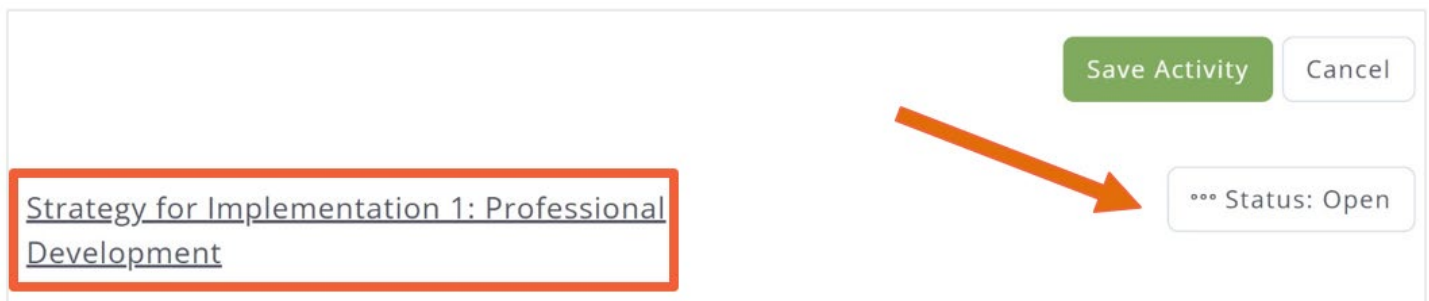 Save Activity
Cancel
Strategy for Implementation 1: Professional
Development
Status: Open